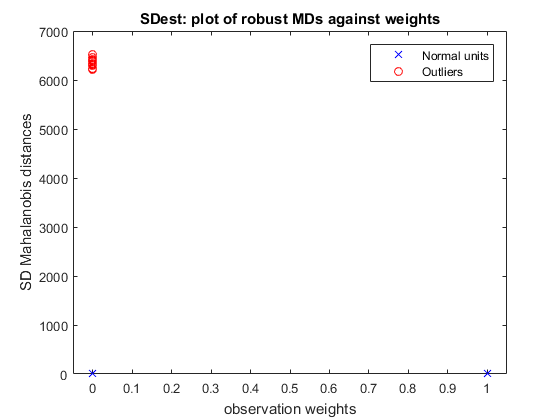 SDest: plot of robust MDs against weights
7000
6000
5000
4000
3000
2000
1000
0
SD Mahalanobis distances
Normal units
Outliers
0 0.1 0.2 0.3 0.4 0.5 0.6 0.7 0.8 0.9 1
observation weights